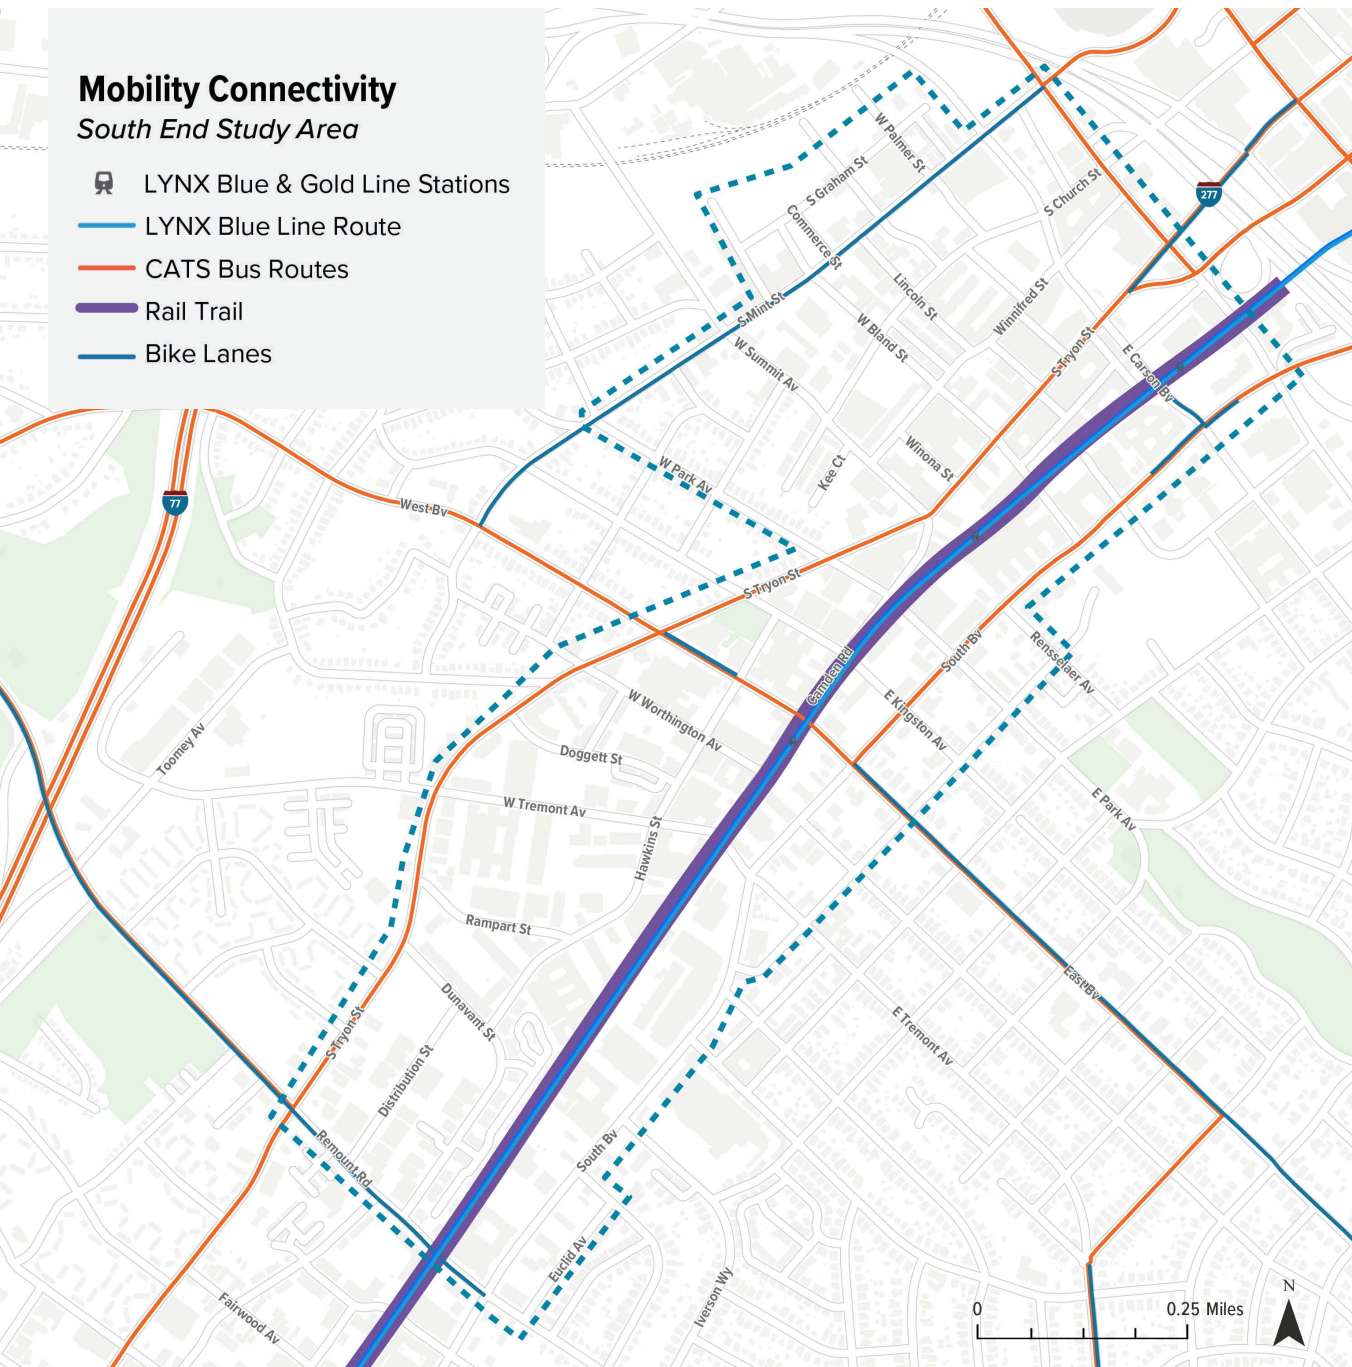 Mobility Connectivity
South End Study Area
LYNX Blue & Gold Line Stations
LYNX Blue Line Route
CATS Bus Routes
Rail Trail
Bike Lanes
W Palmer St
S Graham St
S Church St
277
Commerce St
Lincoln St
Winnifred St
S Mint St
W Bland St
W Summit Av
S Tryon St
E Carson Bv
Winona St
Kee Ct
W Park Av
77
West Bv
S Tryon St
Rensselaer Av
South Bv
Camden Rd
E Kingston Av
W Worthington Av
Toomey Av
Doggett St
W Tremont Av
E Park Av
Hawkins St
Rampart St
East Bv
Dunavant St
S Tryon St
E Tremont Av
Distribution St
Remount Rd
South Bv
Euclid Av
Iverson Wy
Fairwood Av
N
0
0.25 Miles